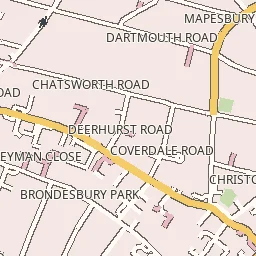 MAPESBURY
DARTMOUTH ROAD
CHATSWORTH ROAD
OAD
DEERHURST ROAD
COVERDALE ROAD
EYMAN CLOSE
CHRISTC
BRONDESBURY PARK